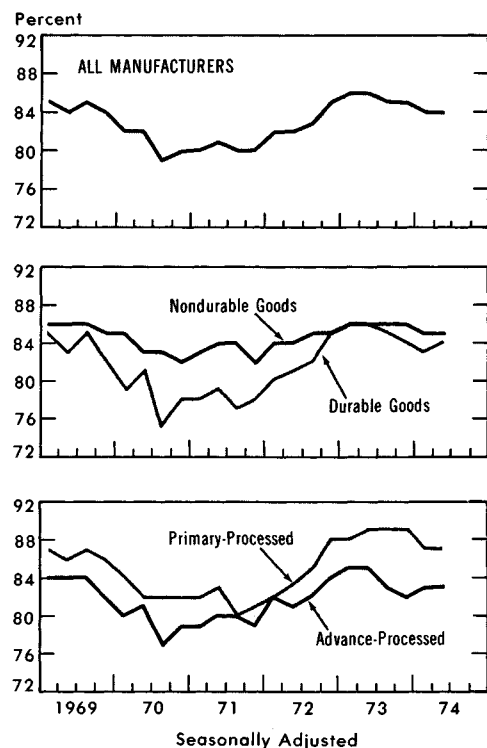 Percent
92
ALL MANUFACTURERS
88
84
80
76
72
92
88
Nondurable Goods
84
80
Durable Goods
76
72
92
88
Primary-Processed
84
80
Advance-Processed
76
72
1969 70 71 72 73 74
Seasonally Adjusted